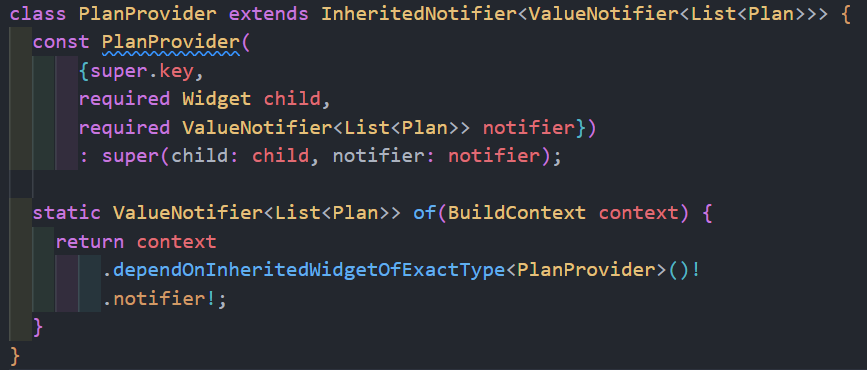 class PlanProvider extends InheritedNotifier<ValueNotifier<List<Plan>>> {
  const PlanProvider(
      {super.key,
      required Widget child,
      required ValueNotifier<List<Plan>> notifier})
      : super(child: child, notifier: notifier);

  static ValueNotifier<List<Plan>> of(BuildContext context) {
    return context
        .dependOnInheritedWidgetOfExactType<PlanProvider>()!
        .notifier!;
  }
}